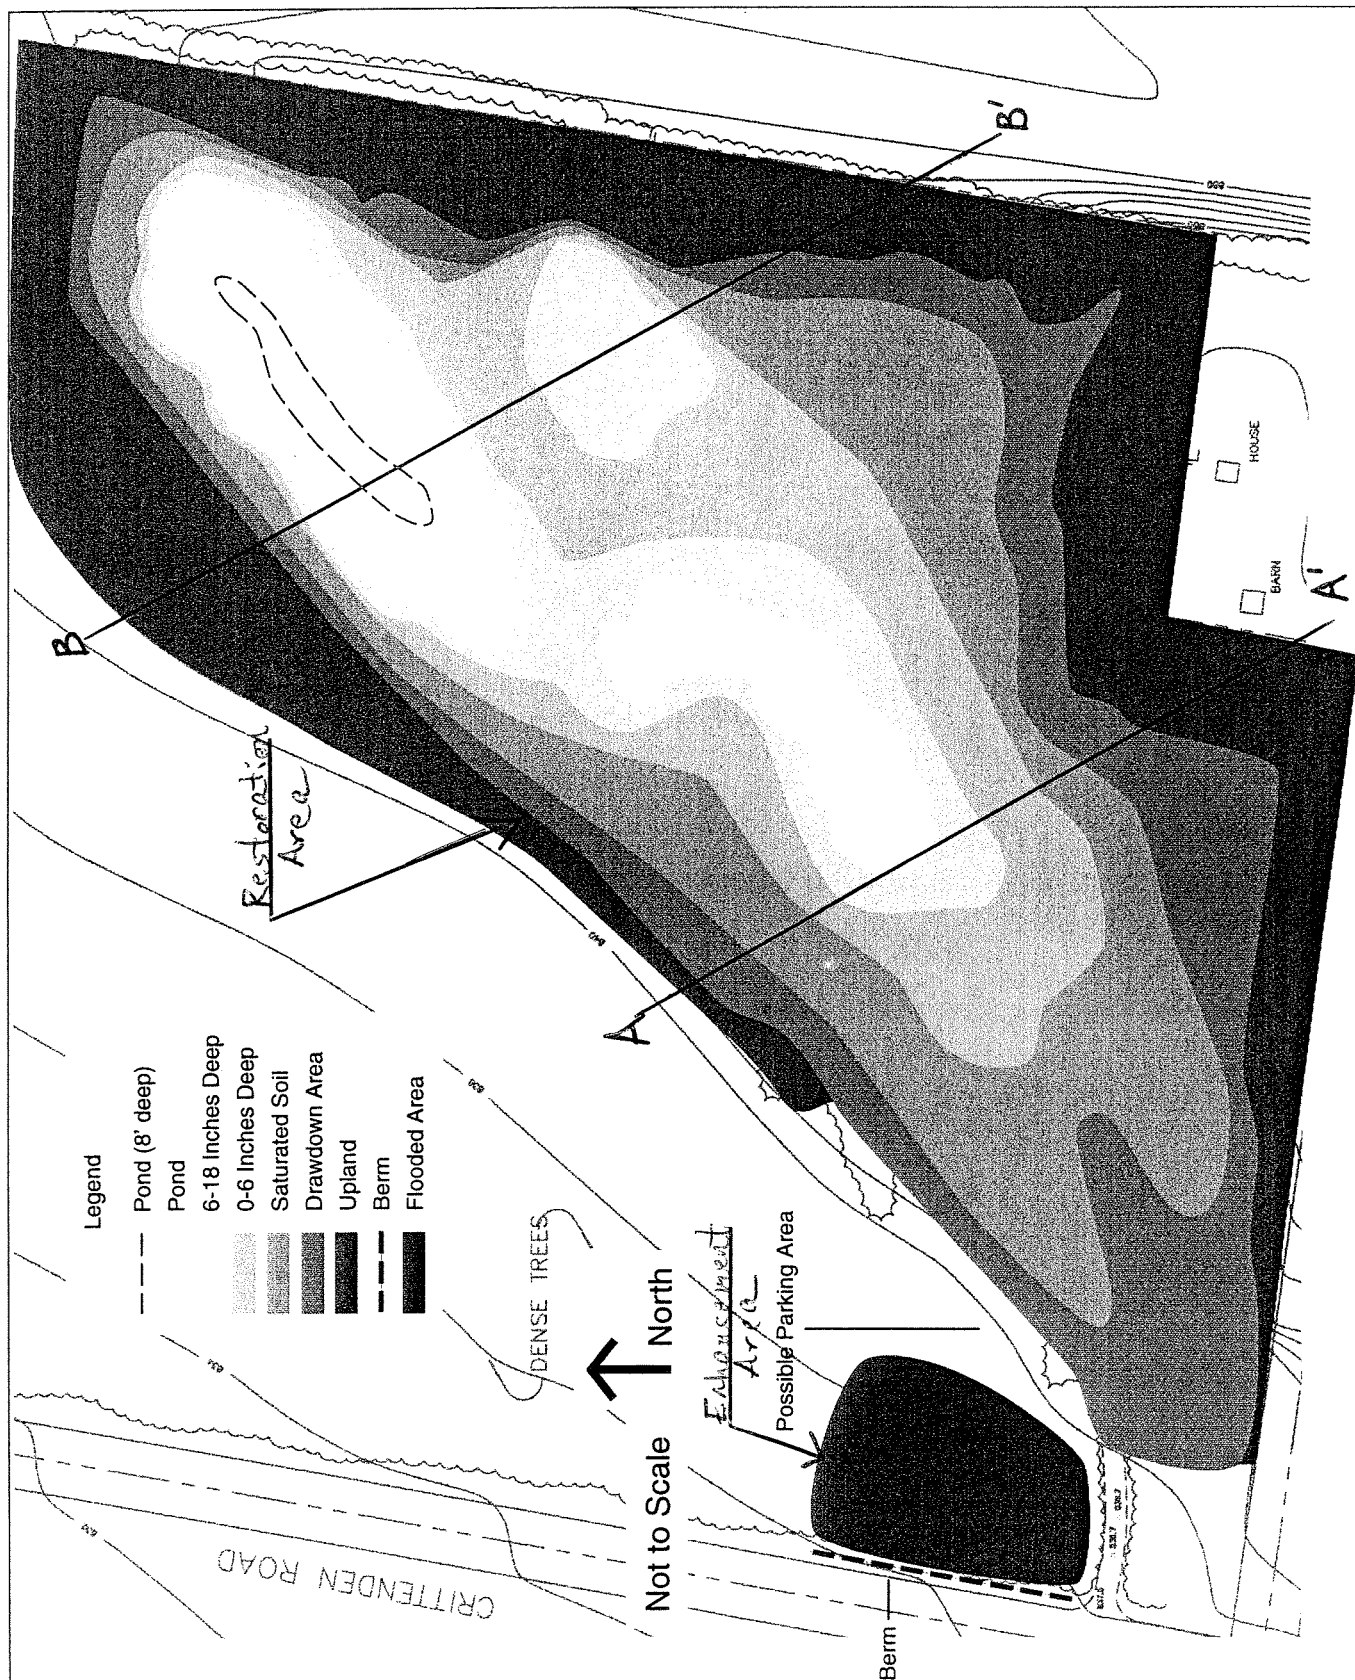 Legend
Pond (8' deep)
Pond
6-18 Inches Deep
0-6 Inches Deep
Saturated Soil
Drawdown Area
Upland
Berm
Flooded Area
DENSE TREES
North
Not to Scale
CRITTENDEN ROAD
Restoration
Area
Enhancement
Area
Possible Parking Area
Berm
A
A'
B
B'
BARN
HOUSE
640
634